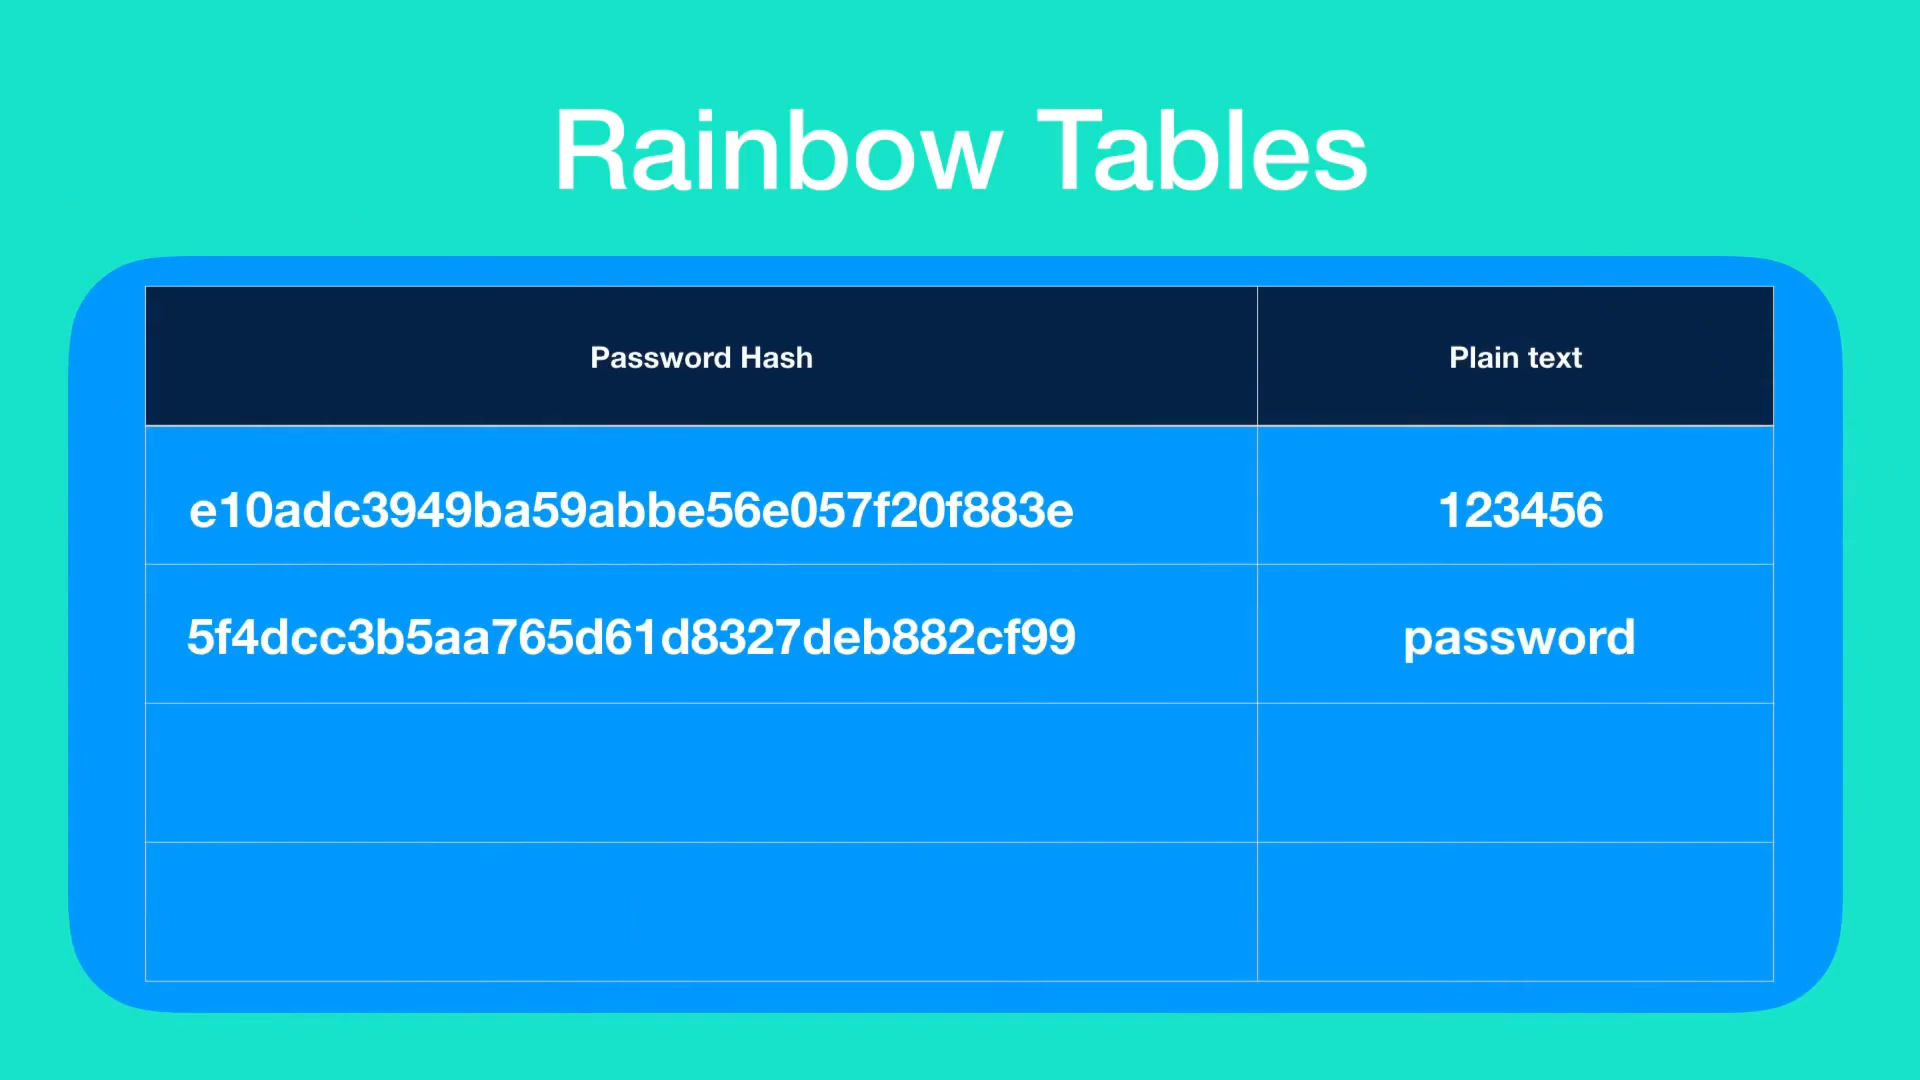 Rainbow Tables
Password Hash Plain text
e10adc3949ba59abbe56e057f20f883e 123456
5f4dcc3b5aa765d61d8327deb882cf99 password